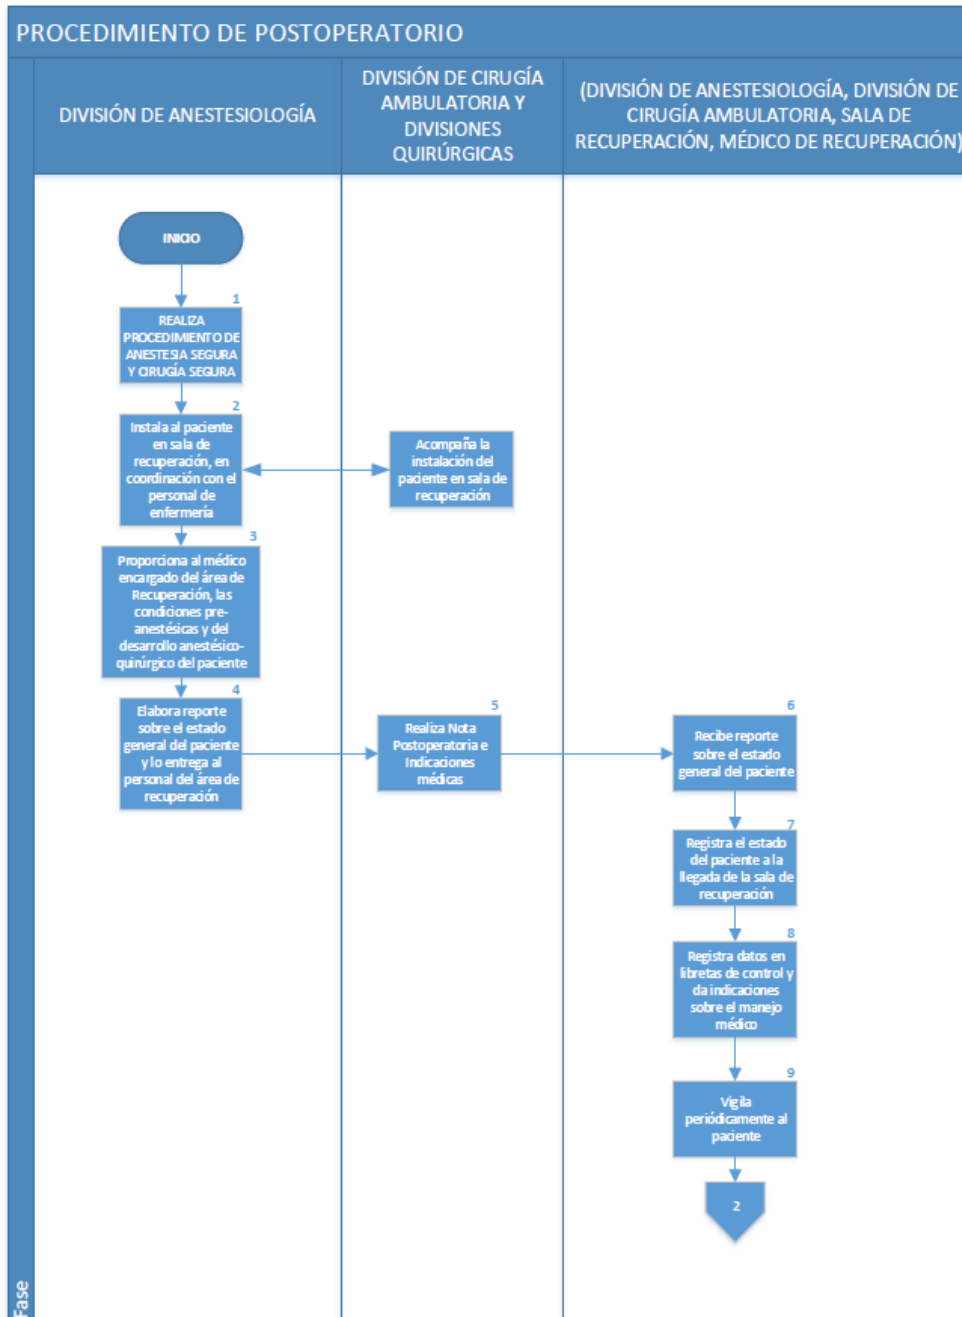 PROCEDIMIENTO DE POSTOPERATORIO
DIVISIÓN DE ANESTESIOLOGÍA
DIVISIÓN DE CIRUGÍA
AMBULATORIA Y
DIVISIONES
QUIRÚRGICAS
(DIVISIÓN DE ANESTESIOLOGÍA, DIVISIÓN DE
CIRUGÍA AMBULATORIA, SALA DE
RECUPERACIÓN, MÉDICO DE RECUPERACIÓN)
INICIO
1
REALIZA
PROCEDIMIENTO DE
ANESTESIA SEGURA
Y CIRUGÍA SEGURA
2
Instala al paciente
en sala de
recuperación, en
coordinación con el
personal de
enfermería
Acompaña la
instalación del
paciente en sala de
recuperación
3
Proporciona al médico
encargado del área de
Recuperación, las
condiciones pre-
anestésicas y del
desarrollo anestésico-
quirúrgico del paciente
4
Elabora reporte
sobre el estado
general del paciente
y lo entrega al
personal del área de
recuperación
5
Realiza Nota
Postoperatoria e
Indicaciones
médicas
6
Recibe reporte
sobre el estado
general del paciente
7
Registra el estado
del paciente a la
llegada de la sala de
recuperación
8
Registra datos en
libretas de control y
da indicaciones
sobre el manejo
médico
9
Vigila
periódicamente al
paciente
2
Fase